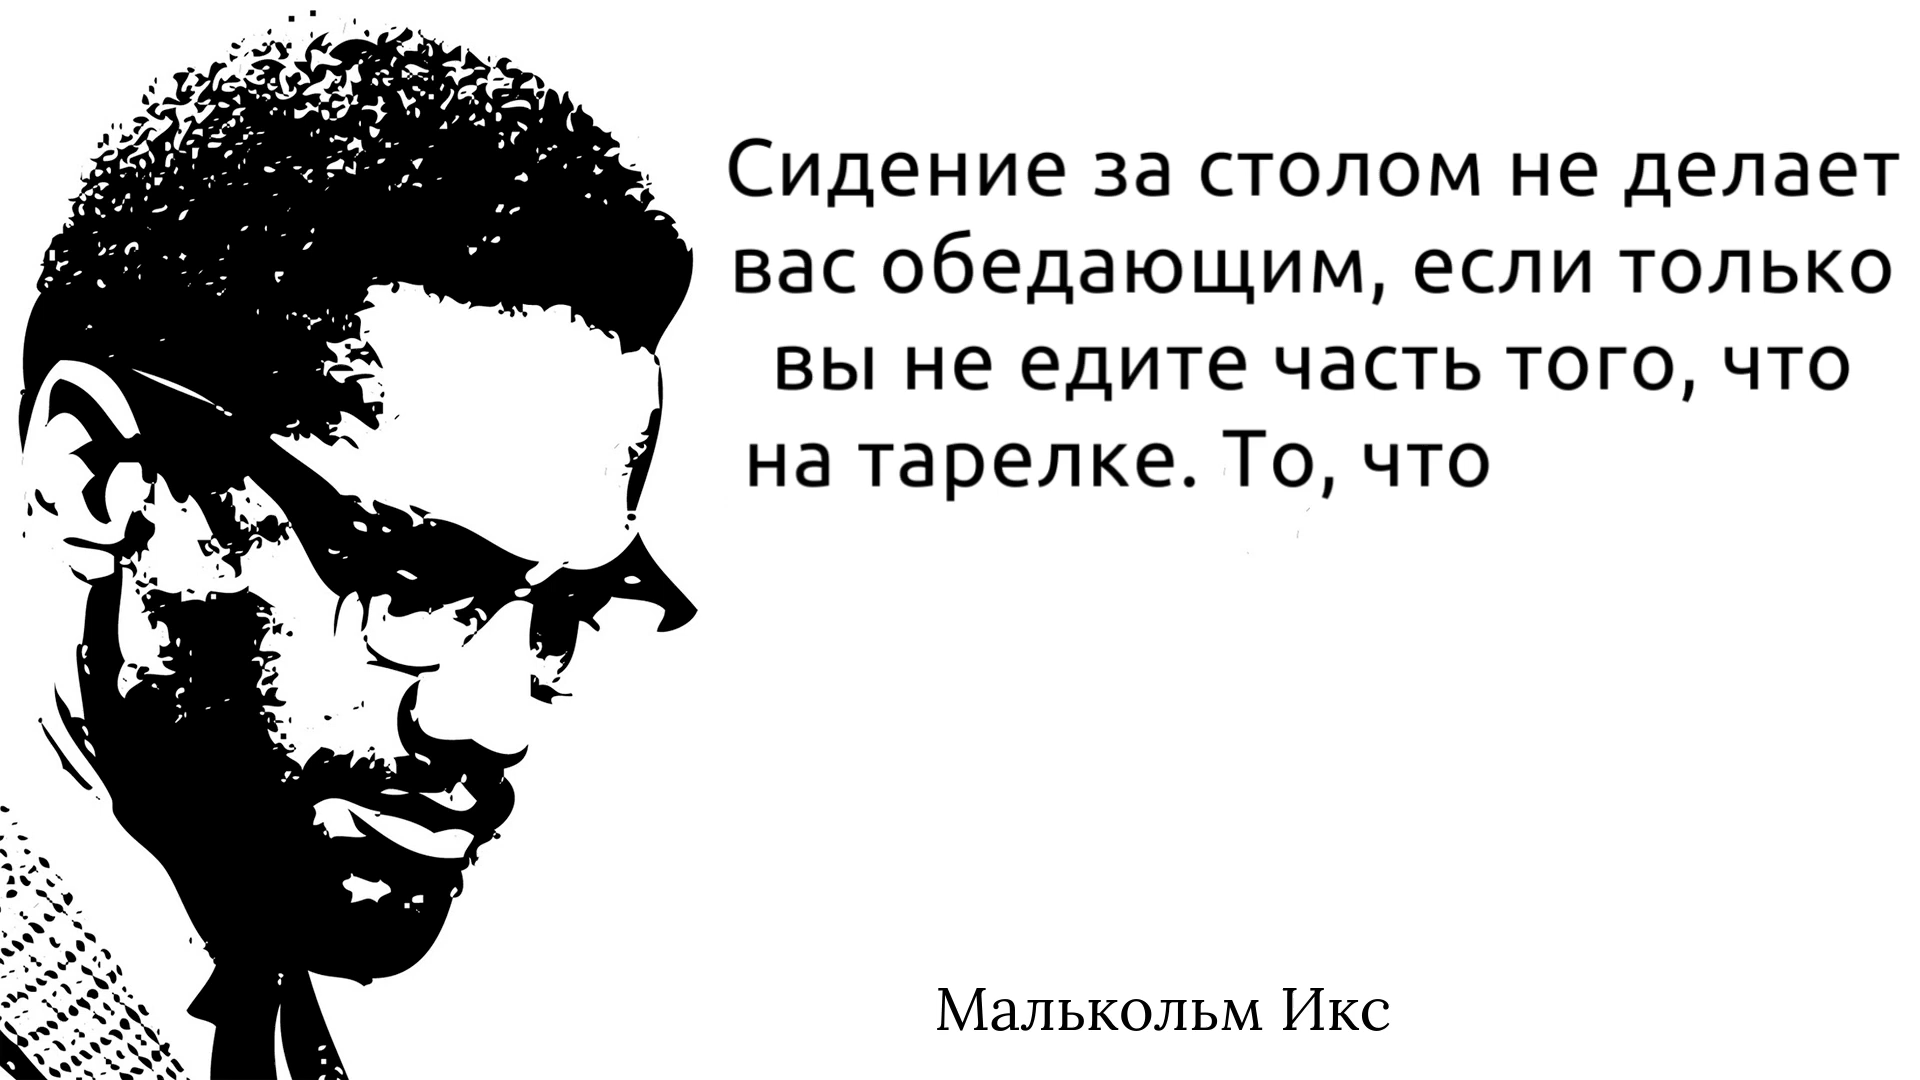 Сидение за столом не делает
вас обедающим, если только
вы не едите часть того, что
на тарелке. То, что
Малькольм Икс